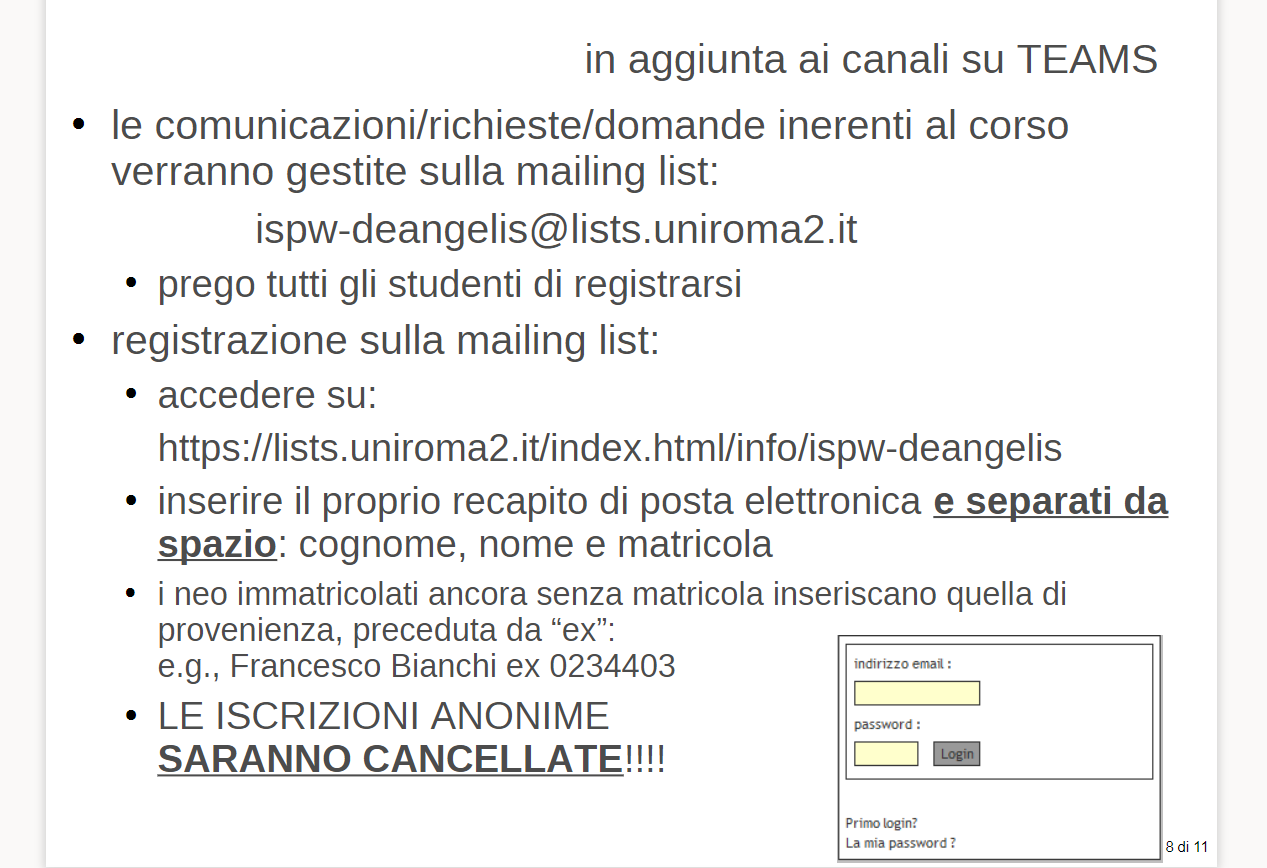 in aggiunta ai canali su TEAMS
• le comunicazioni/richieste/domande inerenti al corso
verranno gestite sulla mailing list:
ispw-deangelis@lists.uniroma2.it
• prego tutti gli studenti di registrarsi
• registrazione sulla mailing list:
• accedere su:
https://lists.uniroma2.it/index.html/info/ispw-deangelis
• inserire il proprio recapito di posta elettronica e separati da
spazio: cognome, nome e matricola
• i neo immatricolati ancora senza matricola inseriscano quella di
provenienza, preceduta da “ex”:
e.g., Francesco Bianchi ex 0234403
• LE ISCRIZIONI ANONIME
SARANNO CANCELLATE!!!!
indirizzo email :
password :
Login
Primo login?
La mia password ?
8 di 11